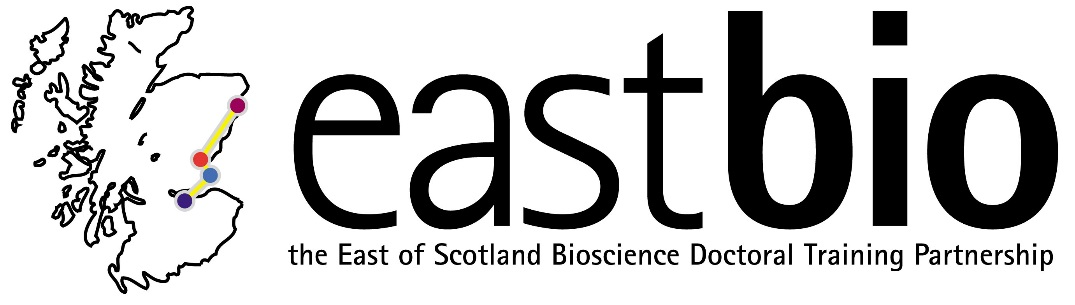 eastbio
the East of Scotland Bioscience Doctoral Training Partnership